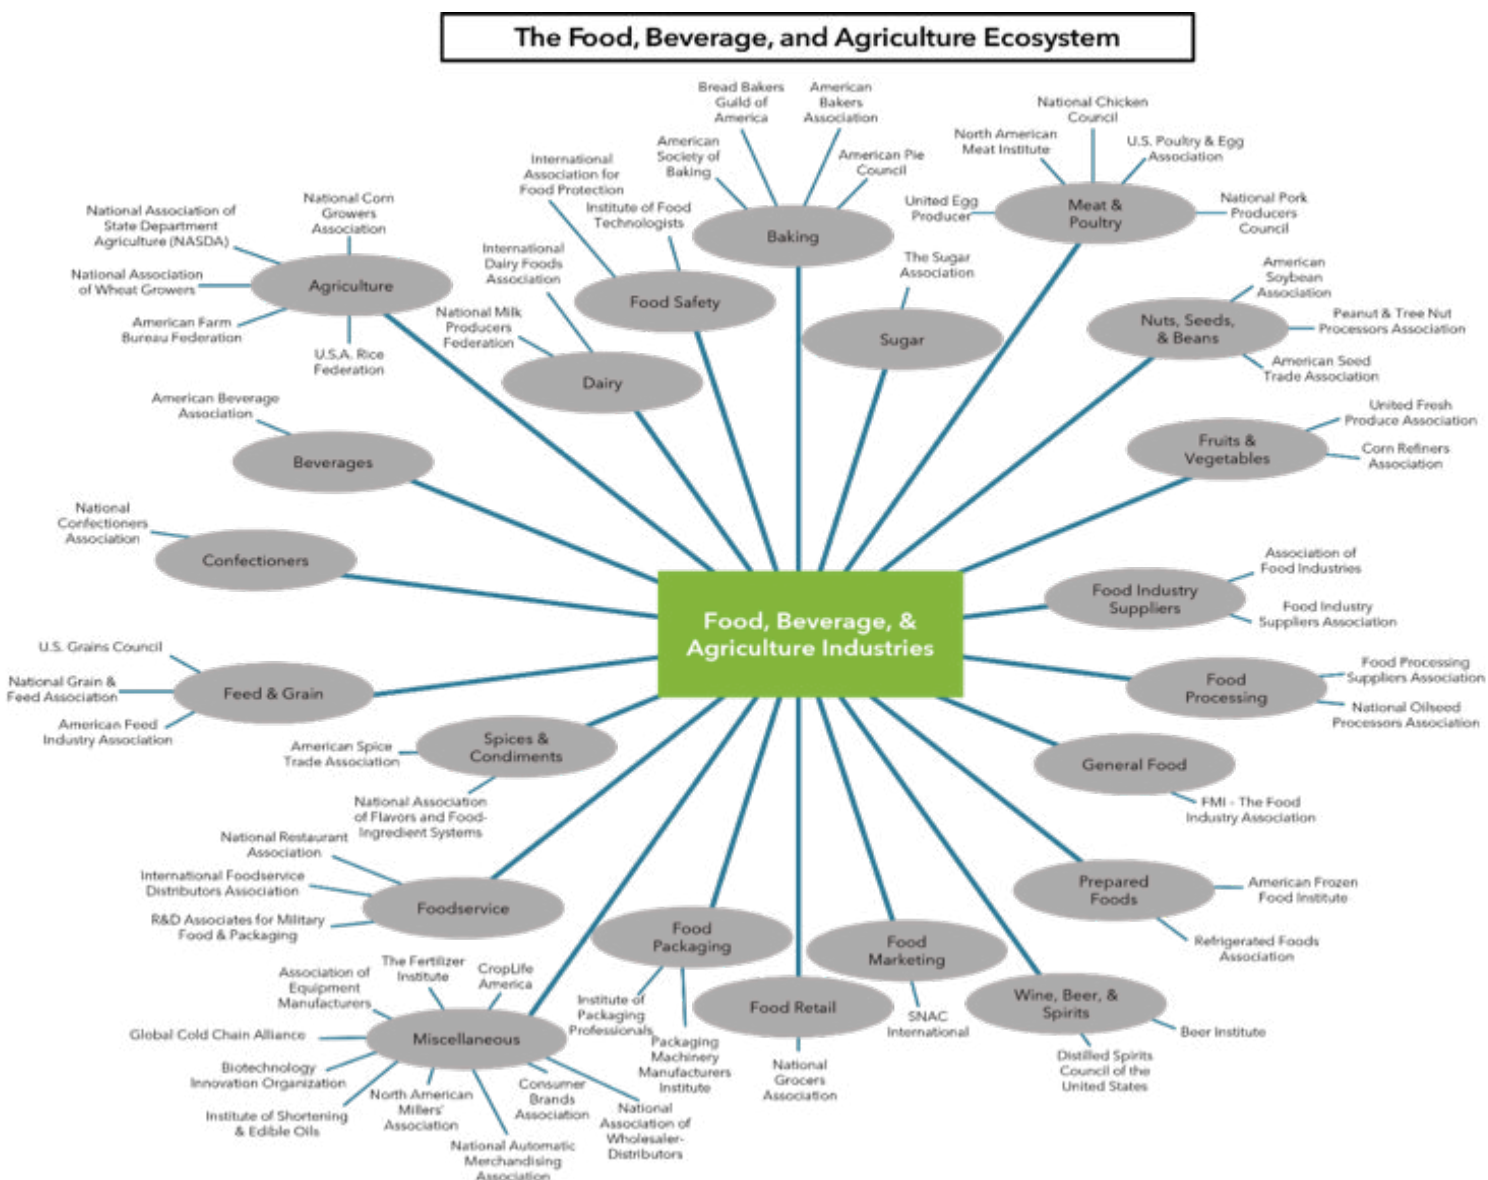 The Food, Beverage, and Agriculture Ecosystem
Bread Bakers
Guild of
America
American
Bakers
Association
American
Society of
Baking
American Pie
Council
Baking
National Chicken
Council
North American
Meat Institute
U.S. Poultry & Egg
Association
United Egg
Producer
National Pork
Producers
Council
Meat &
Poultry
International
Association for
Food Protection
Institute of Food
Technologists
Food Safety
National Association of
State Department
Agriculture (NASDA)
National Corn
Growers
Association
National Association
of Wheat Growers
American Farm
Bureau Federation
U.S.A. Rice
Federation
Agriculture
International
Dairy Foods
Association
National Milk
Producers
Federation
Dairy
The Sugar
Association
Sugar
American
Soybean
Association
Peanut & Tree Nut
Processors Association
American Seed
Trade Association
Nuts, Seeds,
& Beans
American Beverage
Association
Beverages
United Fresh
Produce Association
Corn Refiners
Association
Fruits &
Vegetables
National
Confectioners
Association
Confectioners
Association of
Food Industries
Food Industry
Suppliers Association
Food Industry
Suppliers
Food, Beverage, &
Agriculture Industries
U.S. Grains Council
National Grain &
Feed Association
American Feed
Industry Association
Feed & Grain
Food Processing
Suppliers Association
National Oilseed
Processors Association
Food
Processing
American Spice
Trade Association
National Association
of Flavors and Food-
Ingredient Systems
Spices &
Condiments
General Food
FMI - The Food
Industry Association
National Restaurant
Association
International Foodservice
Distributors Association
R&D Associates for Military
Food & Packaging
Foodservice
Prepared
Foods
American Frozen
Food Institute
Refrigerated Foods
Association
Food
Packaging
Institute of
Packaging
Professionals
Packaging
Machinery
Manufacturers
Institute
Food
Marketing
SNAC
International
Food Retail
National
Grocers
Association
Wine, Beer, &
Spirits
Beer Institute
Distilled Spirits
Council of the
United States
Association of
Equipment
Manufacturers
The Fertilizer
Institute
CropLife
America
Global Cold Chain Alliance
Miscellaneous
Biotechnology
Innovation Organization
Institute of Shortening
& Edible Oils
North American
Millers'
Association
Consumer
Brands
Association
National
Association of
Wholesaler-
Distributors
National Automatic
Merchandising
Association